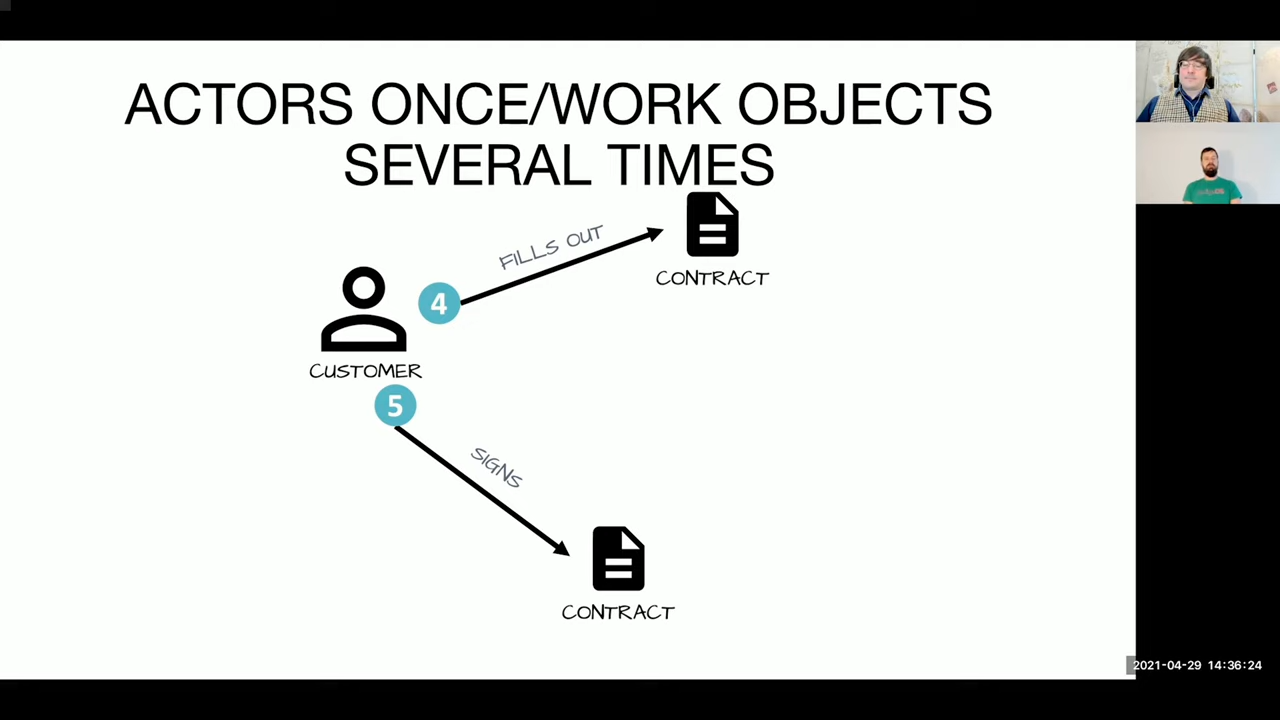 ACTORS ONCE/WORK OBJECTS
SEVERAL TIMES
FILLS OUT
CONTRACT
4
CUSTOMER
5
SIGNS
CONTRACT
2021-04-29 14:36:24